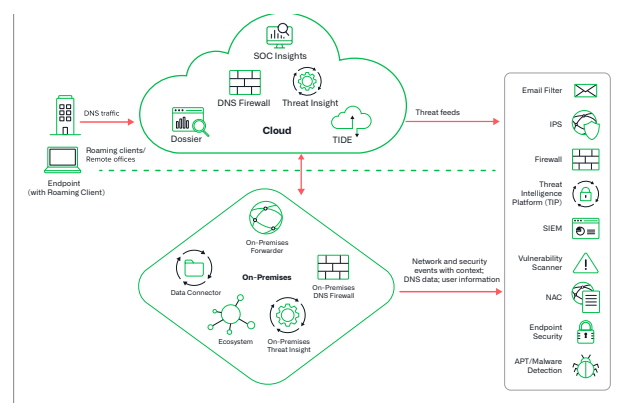 SOC Insights
DNS Firewall
Threat Insight
Dossier
Cloud
TIDE
DNS traffic
Roaming clients/
Remote offices
Endpoint
(with Roaming Client)
Threat feeds
On-Premises
Forwarder
Data Connector
On-Premises
On-Premises
DNS Firewall
Ecosystem
On-Premises
Threat Insight
Network and security
events with context;
DNS data; user information
Email Filter
IPS
Firewall
Threat
Intelligence
Platform (TIP)
SIEM
Vulnerability
Scanner
NAC
Endpoint
Security
APT/Malware
Detection